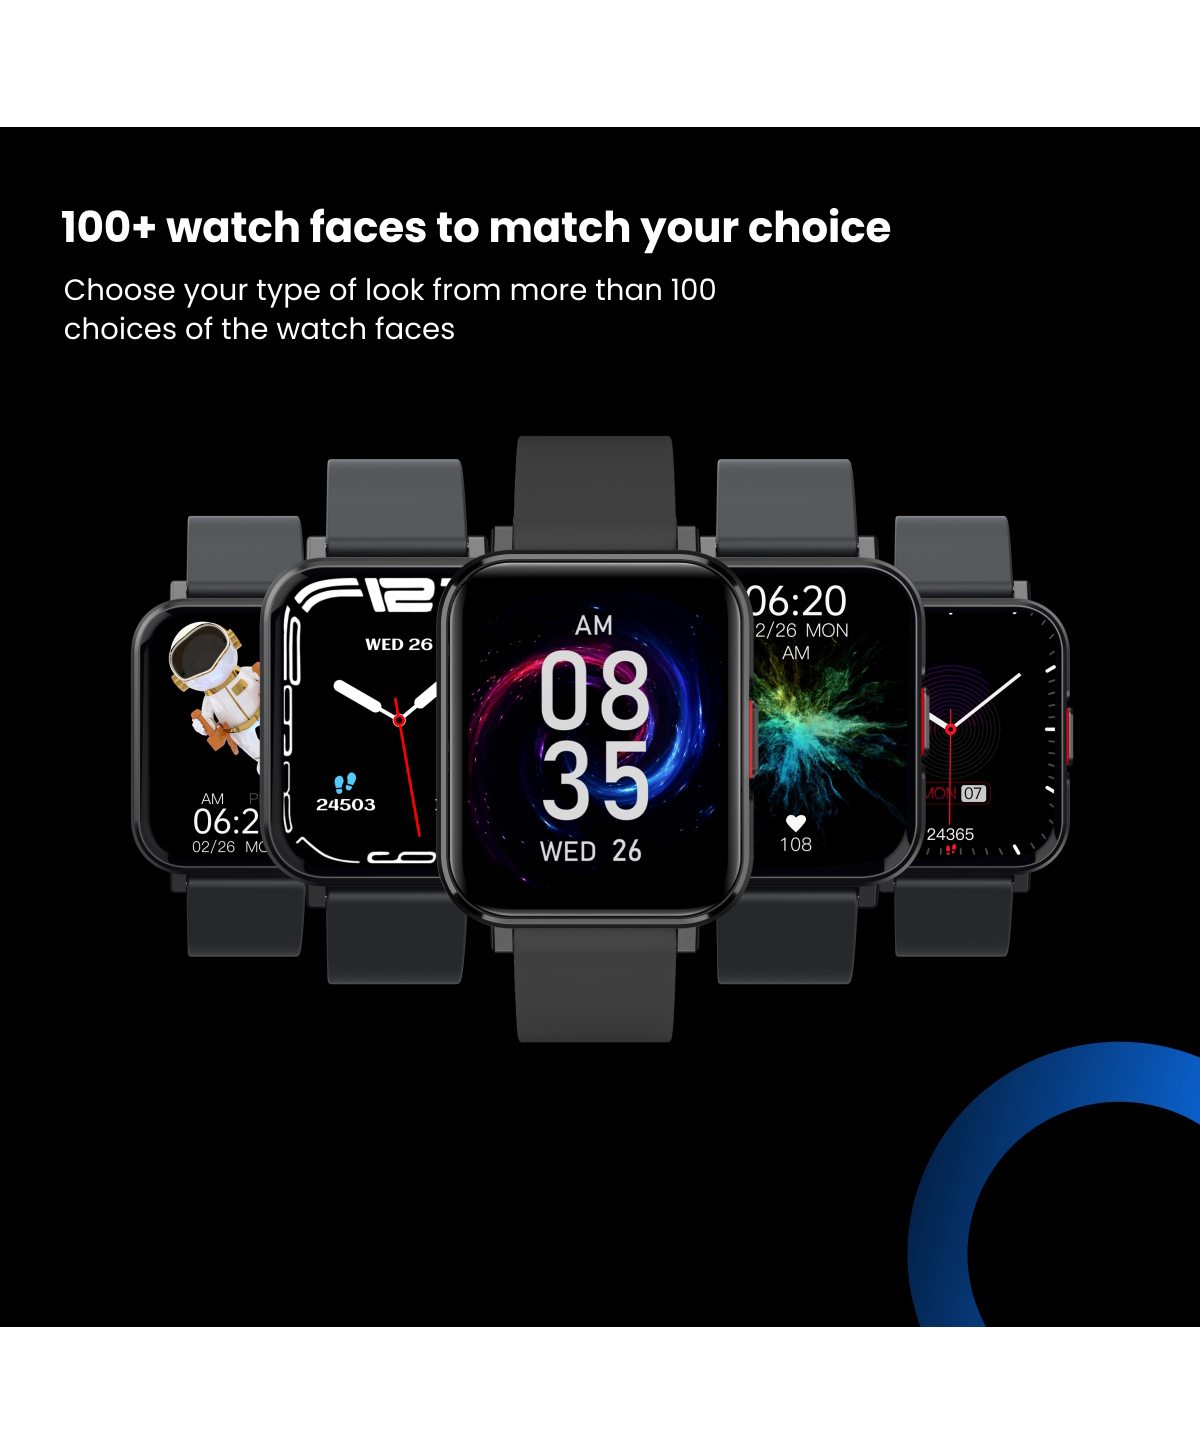 100+ watch faces to match your choice
Choose your type of look from more than 100
choices of the watch faces
AM
06:2
02/26
12
WED 26
24503
AM
08
35
WED 26
06:20
2/26 MON
AM
108
MON 07
24365